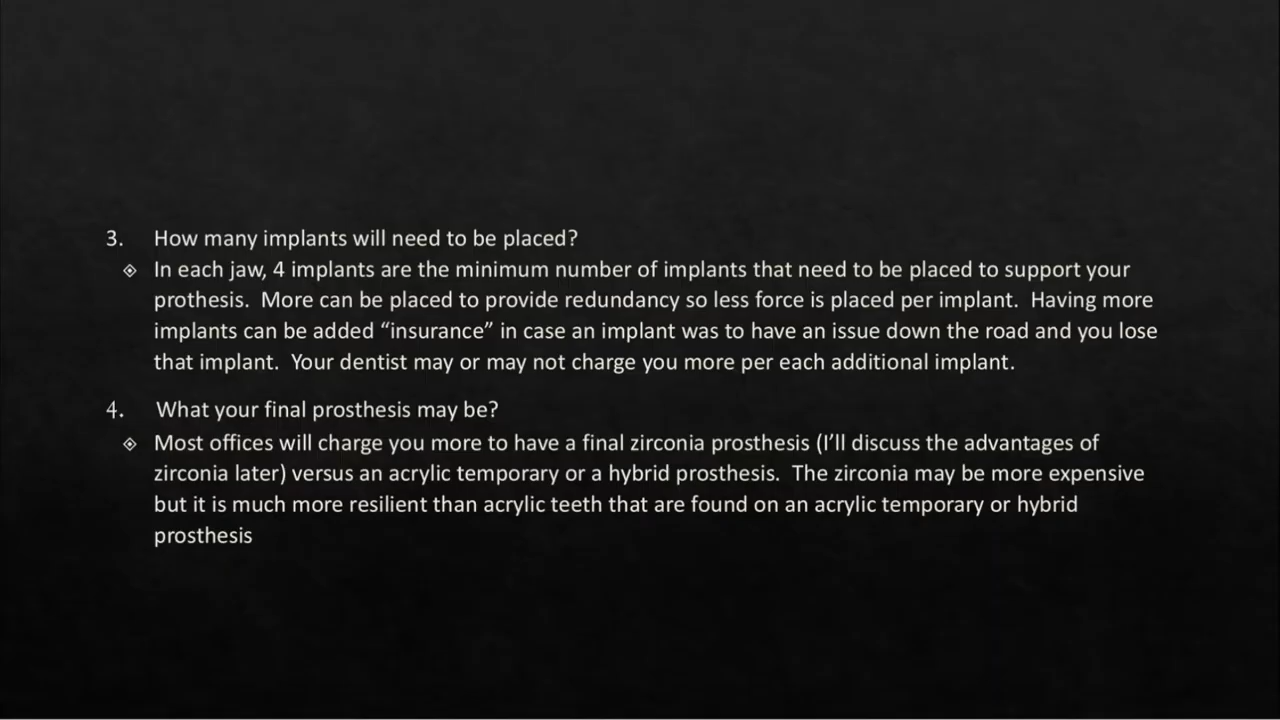 3. How many implants will need to be placed?
In each jaw, 4 implants are the minimum number of implants that need to be placed to support your
prothesis.  More can be placed to provide redundancy so less force is placed per implant.  Having more
implants can be added “insurance” in case an implant was to have an issue down the road and you lose
that implant.  Your dentist may or may not charge you more per each additional implant.
4. What your final prosthesis may be?
Most offices will charge you more to have a final zirconia prosthesis (I’ll discuss the advantages of
zirconia later) versus an acrylic temporary or a hybrid prosthesis.  The zirconia may be more expensive
but it is much more resilient than acrylic teeth that are found on an acrylic temporary or hybrid
prosthesis